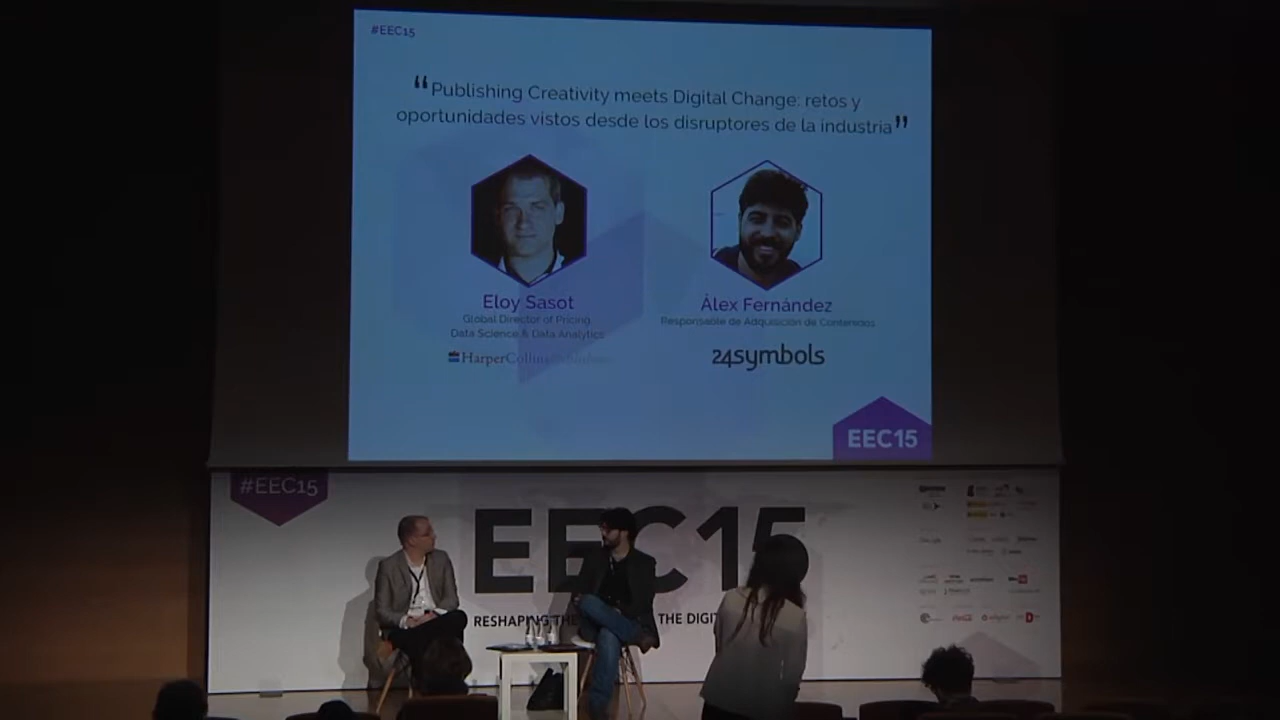 #EEC15
“Publishing Creativity meets Digital Change: retos y
oportunidades vistos desde los disruptores de la industria”
Eloy Sasot
Global Director of Pricing,
Data Science & Data Analytics
HarperCollins
Álex Fernández
Responsable de Adquisición de Contenidos
24symbols
EEC15
#EEC15
EEC15
RESHAPING THE THE DIGIT